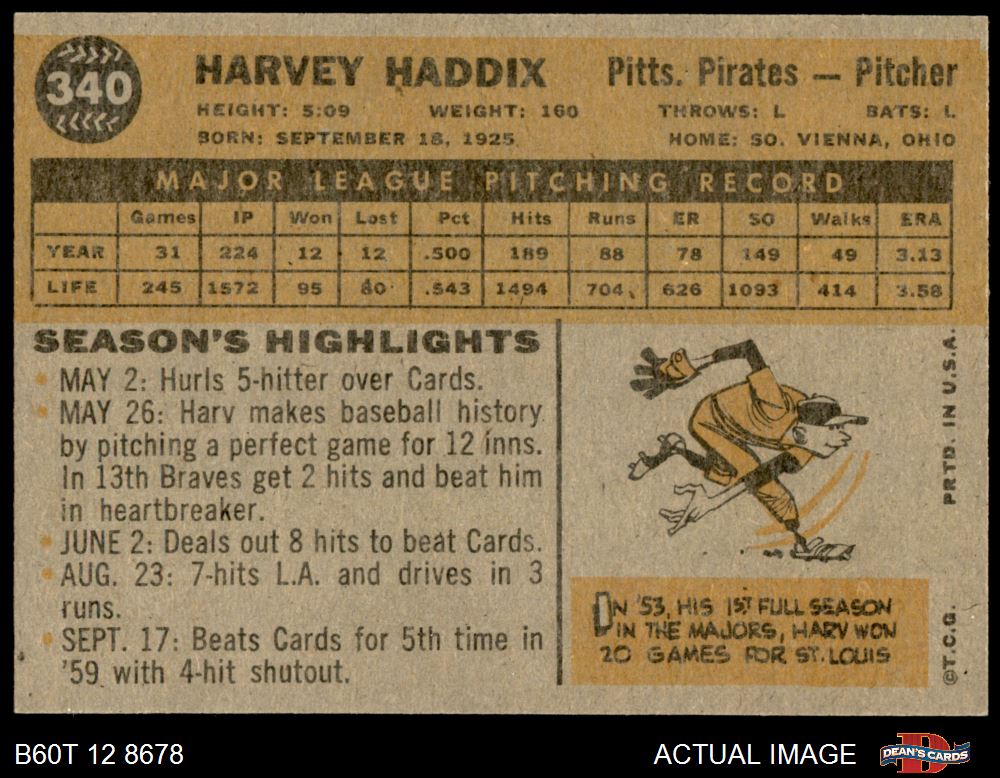 340
HARVEY HADDIX Pitts. Pirates — Pitcher
HEIGHT: 5:09 WEIGHT: 160 THROWS: L BATS: L
BORN: SEPTEMBER 18, 1925 HOME: SO. VIENNA, OHIO
MAJOR LEAGUE PITCHING RECORD
Games IP Won Lost Pct Hits Runs ER SO Walks ERA
YEAR 31 224 12 12 .500 189 88 78 149 49 3.13
LIFE 245 1572 95 80 .543 1494 704 626 1093 414 3.58
SEASON'S HIGHLIGHTS
• MAY 2: Hurls 5-hitter over Cards.
• MAY 26: Harv makes baseball history
by pitching a perfect game for 12 inns.
In 13th Braves get 2 hits and beat him
in heartbreaker.
• JUNE 2: Deals out 8 hits to beat Cards.
• AUG. 23: 7-hits L.A. and drives in 3
runs.
• SEPT. 17: Beats Cards for 5th time in
'59 with 4-hit shutout.
IN '53, HIS 1ST FULL SEASON
IN THE MAJORS, HARV WON
20 GAMES FOR ST. LOUIS
©T.C.G. PRTD. IN U.S.A.
B60T 12 8678 ACTUAL IMAGE DEAN'S CARDS